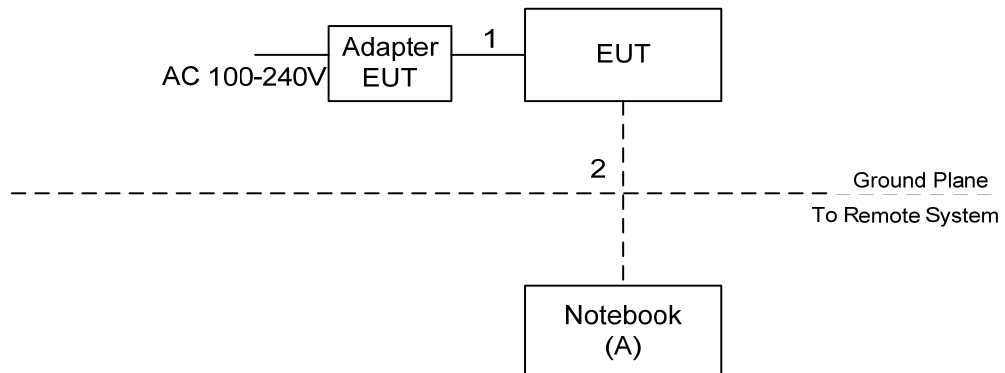 1
Adapter
EUT
EUT
AC 100-240V
2
Ground Plane
To Remote System
Notebook
(A)